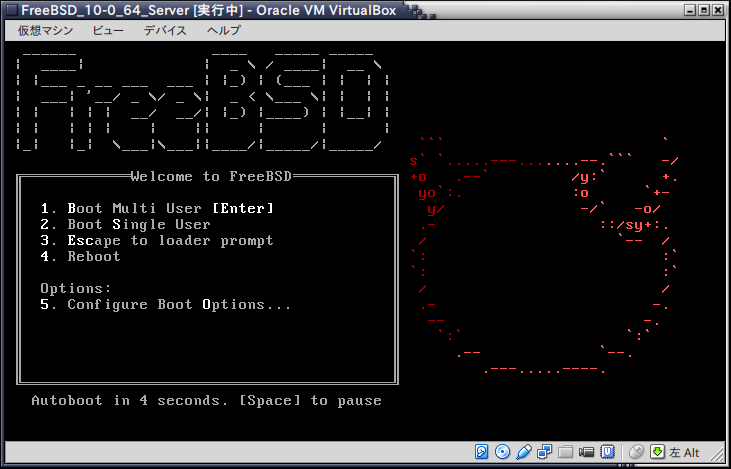 FreeBSD_10-0_64_Server [実行中] - Oracle VM VirtualBox
仮想マシン ビュー デバイス ヘルプ
FreeBSD
Welcome to FreeBSD
1. Boot Multi User [Enter]
2. Boot Single User
3. Escape to loader prompt
4. Reboot
Options:
5. Configure Boot Options...
Autoboot in 4 seconds. [Space] to pause
左 Alt